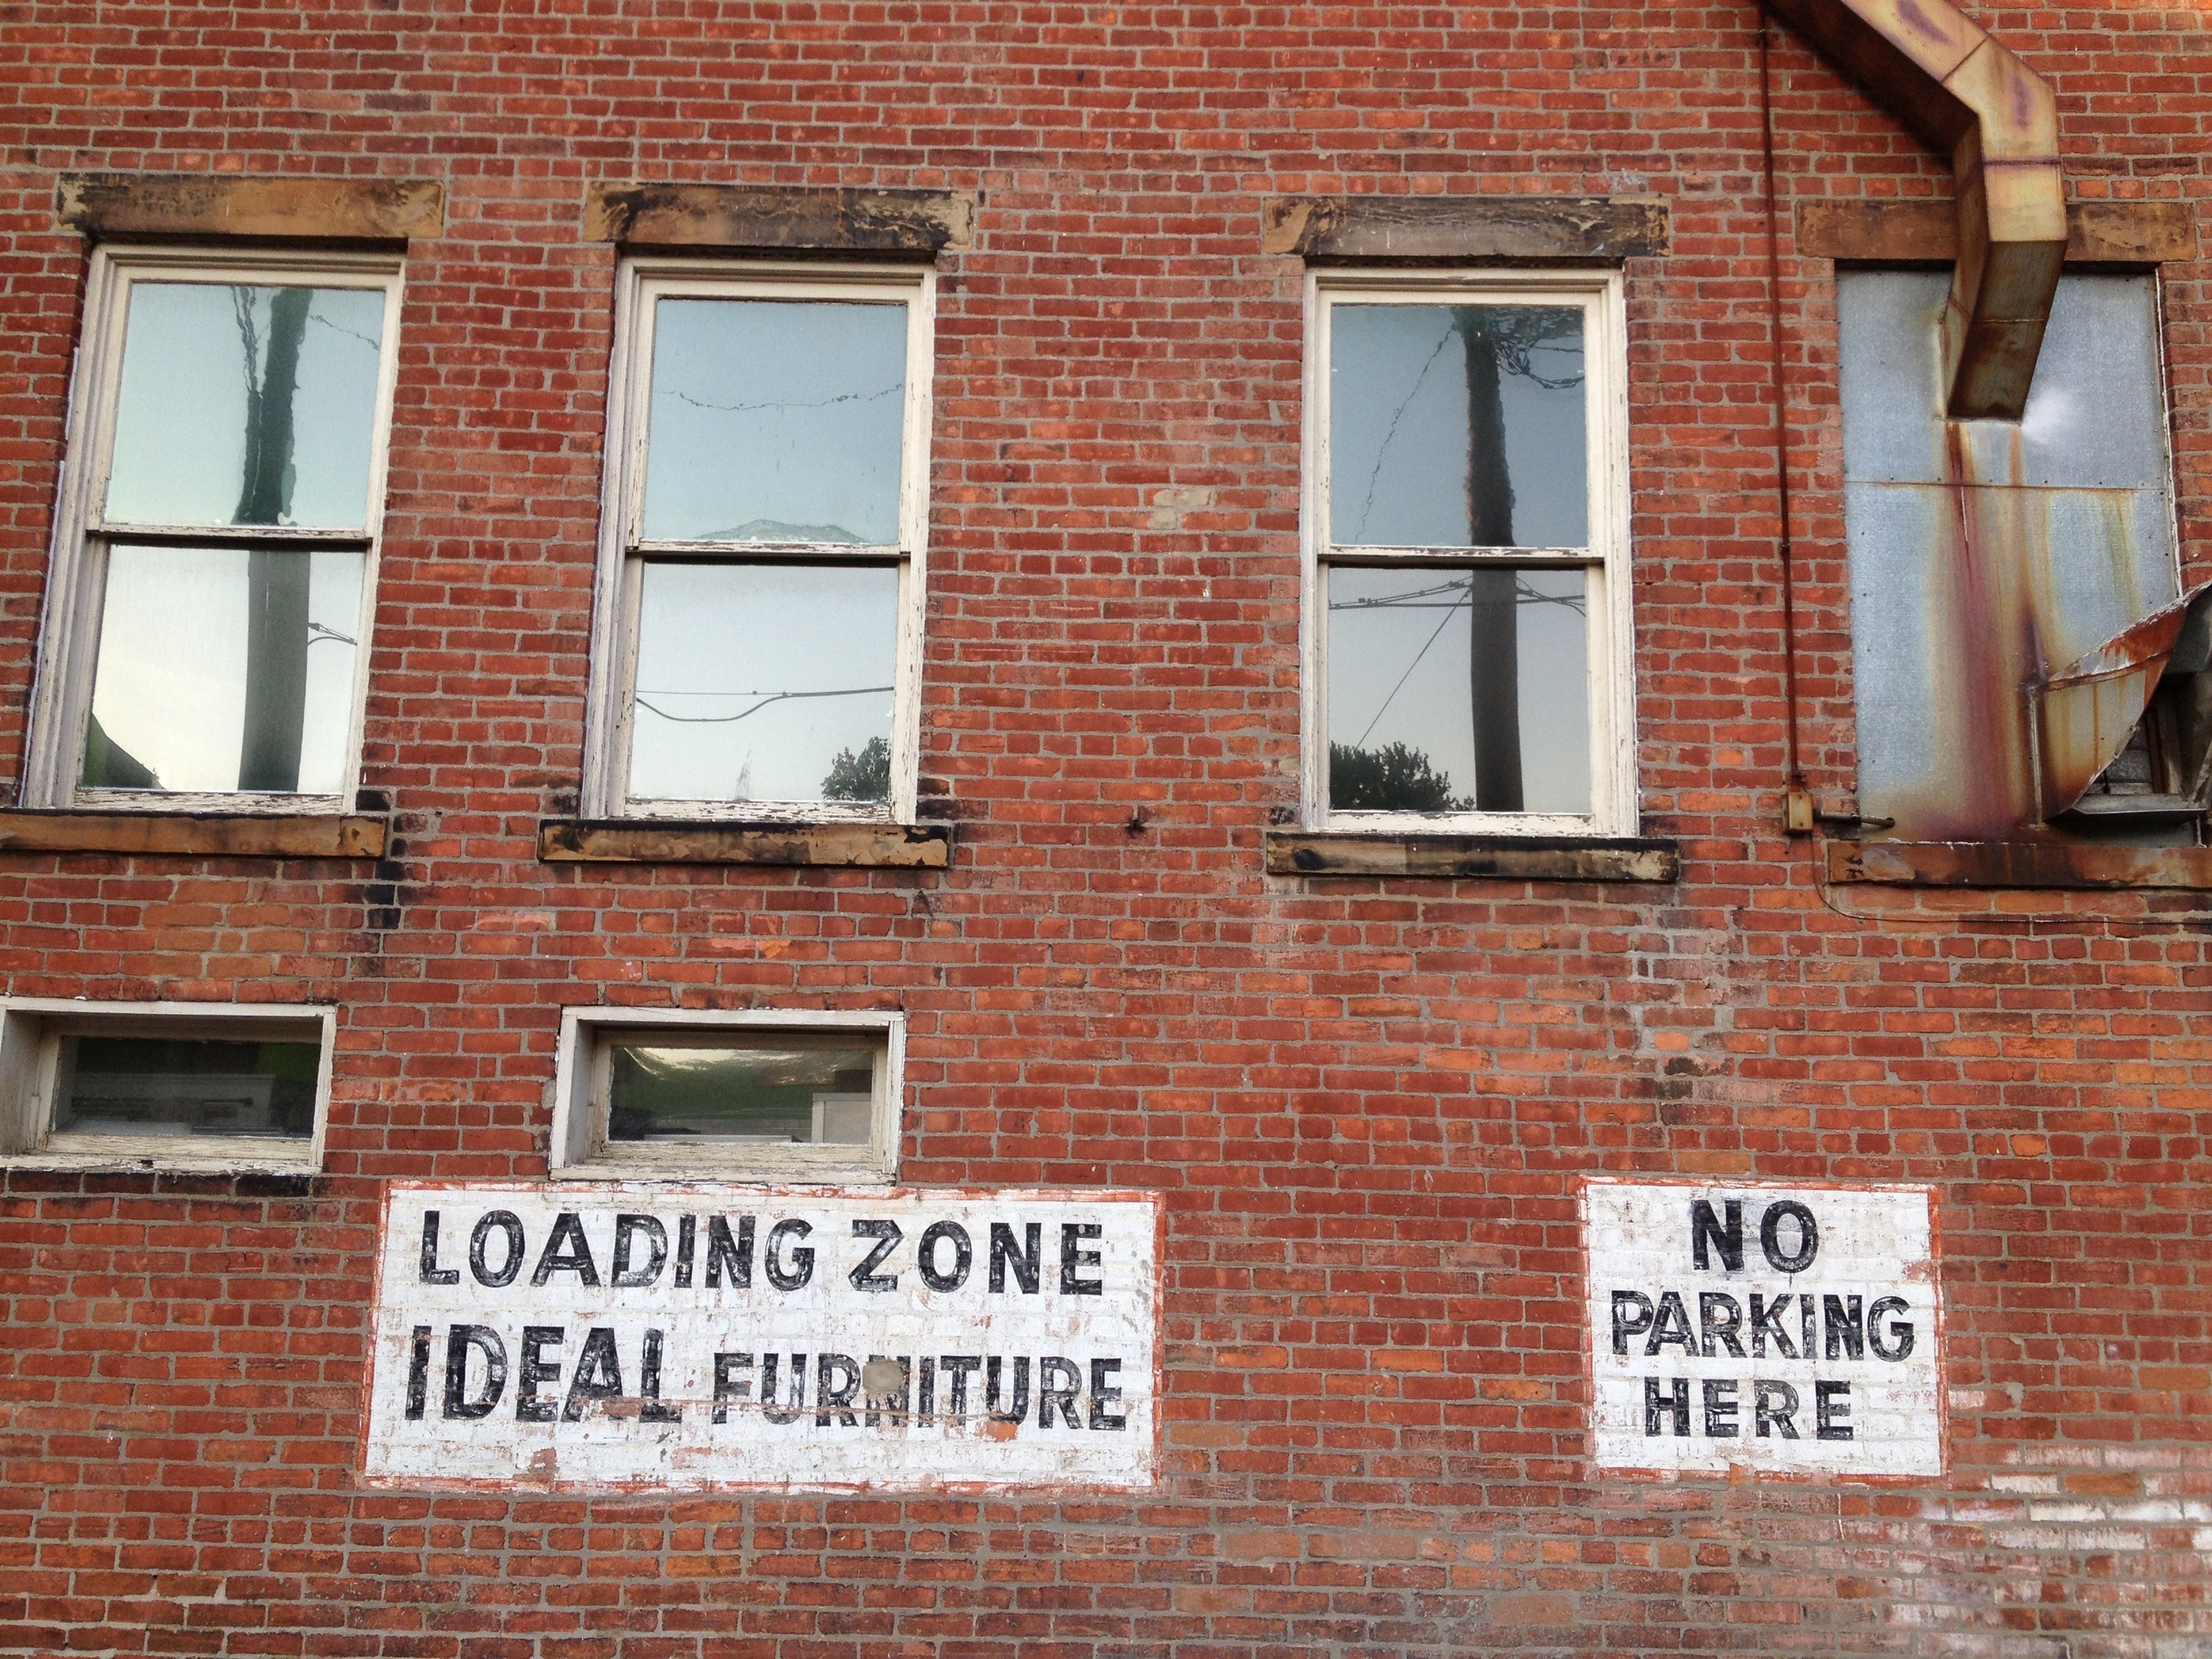 LOADING ZONE
IDEAL FURNITURE
NO
PARKING
HERE